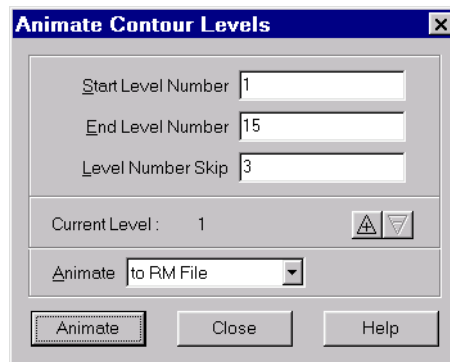 Animate Contour Levels
Start Level Number 1
End Level Number 15
Level Number Skip 3
Current Level : 1
Animate to RM File
Animate Close Help